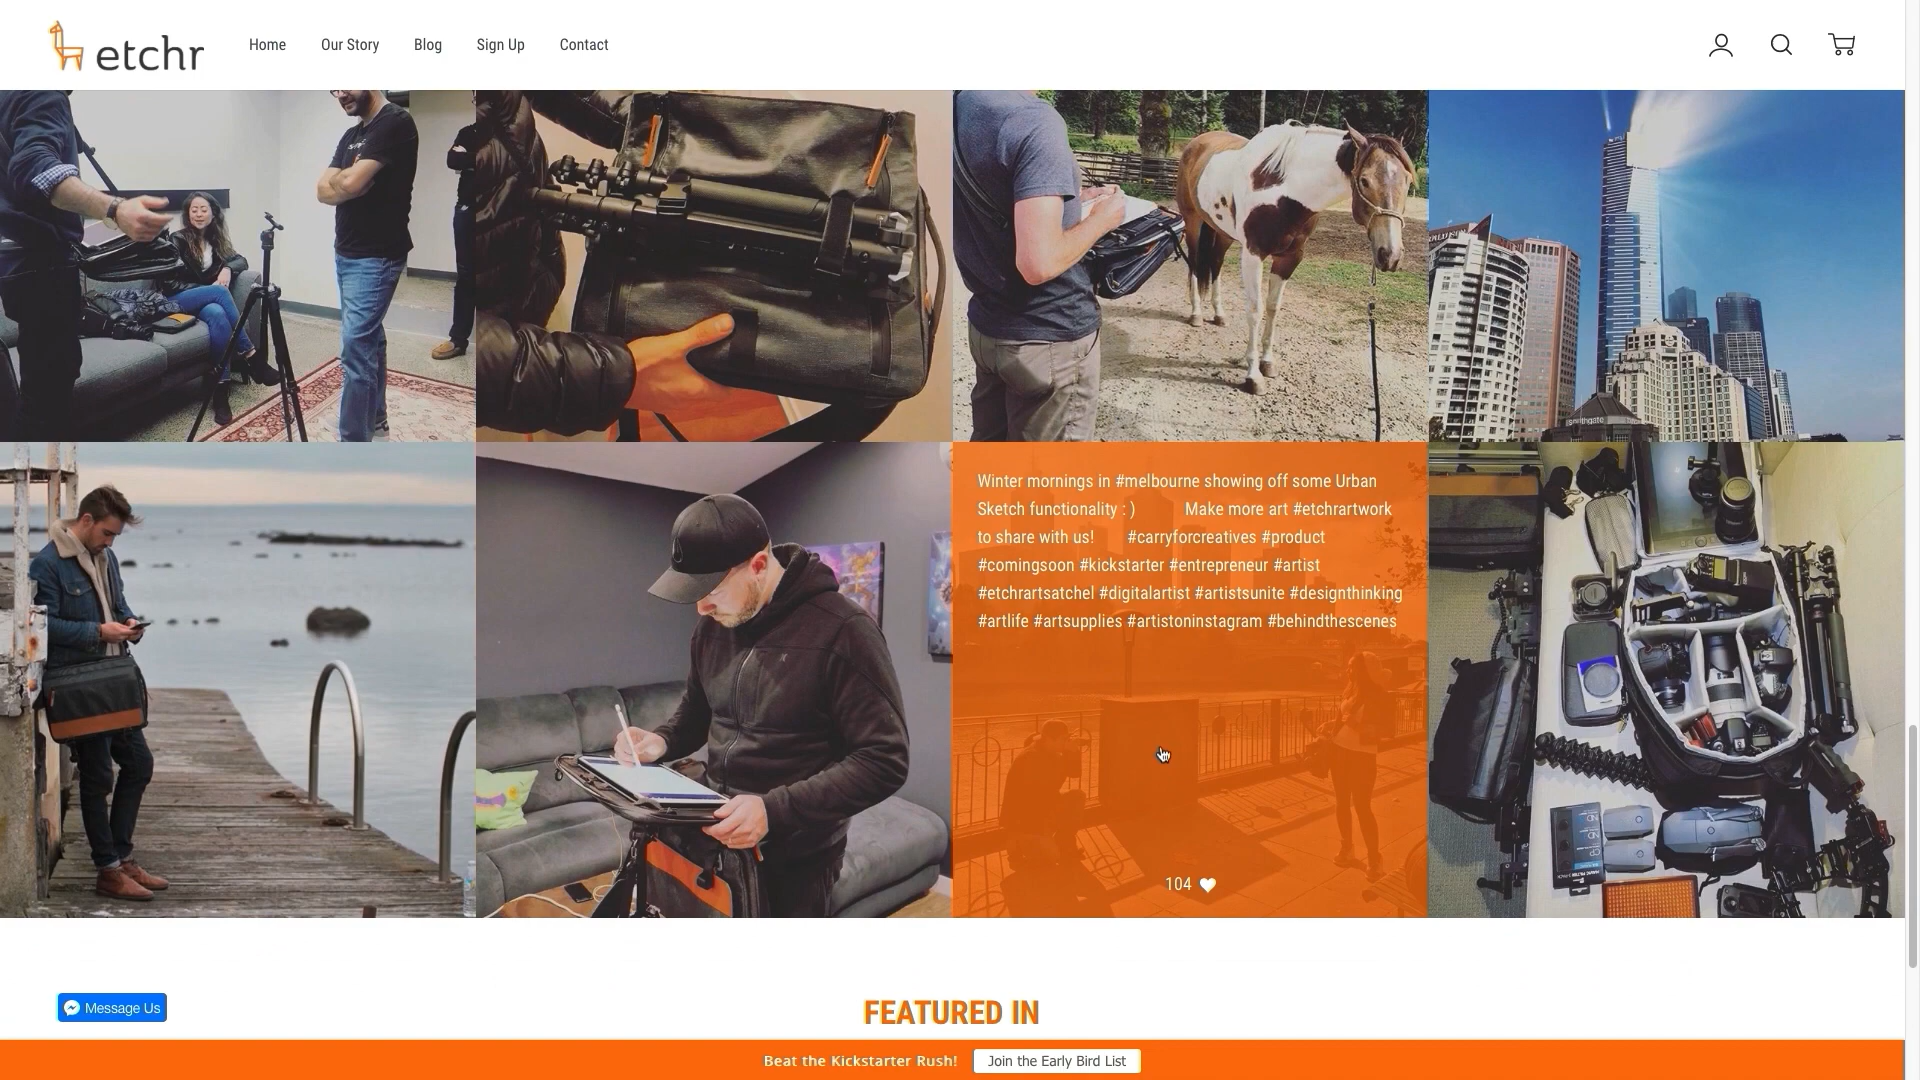 etchr
Home
Our Story
Blog
Sign Up
Contact
southgate
Winter mornings in #melbourne showing off some Urban
Sketch functionality : ) Make more art #etchrartwork
to share with us! #carryforcreatives #product
#comingsoon #kickstarter #entrepreneur #artist
#etchrartsatchel #digitalartist #artistsunite #designthinking
#artlife #artsupplies #artistoninstagram #behindthescenes
104
Message Us
FEATURED IN
Beat the Kickstarter Rush!
Join the Early Bird List